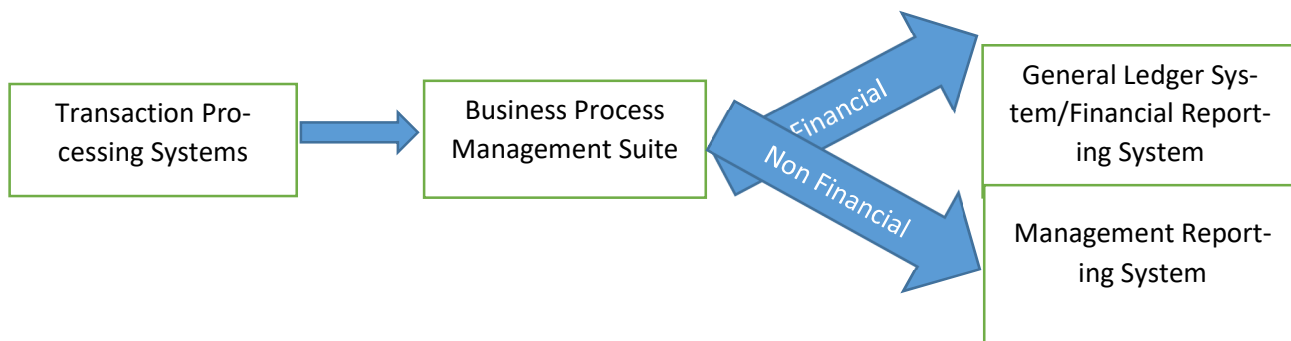 Transaction Pro-
cessing Systems
Business Process
Management Suite
Financial
Non Financial
General Ledger Sys-
tem/Financial Report-
ing System
Management Report-
ing System